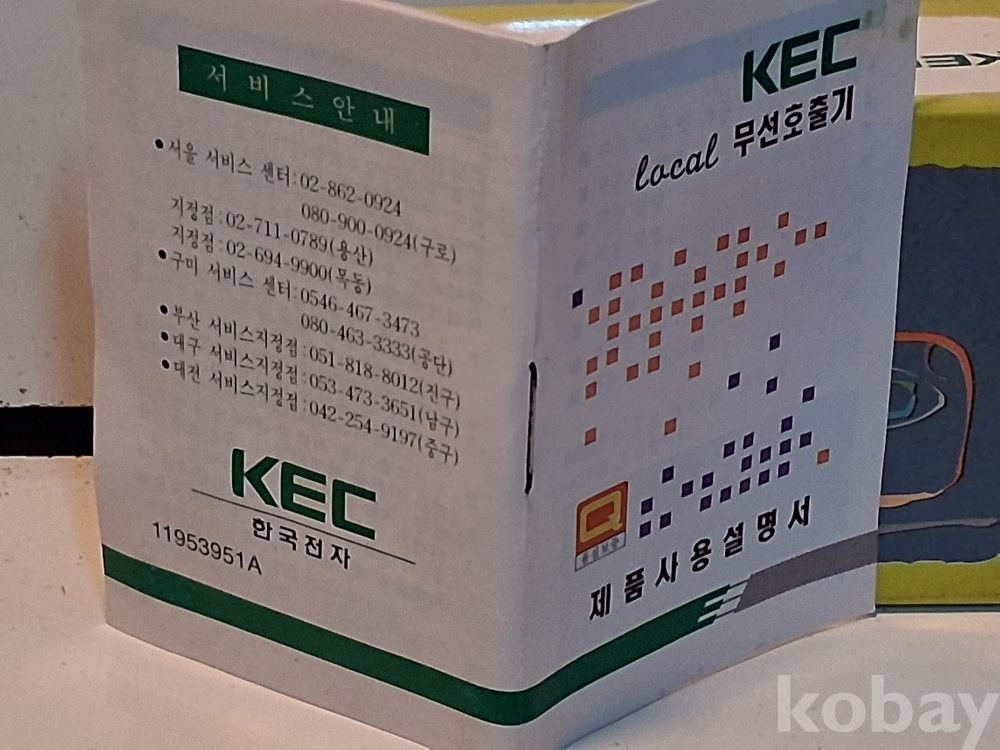 서비스안내
●서울 서비스 센터:02-862-0924
080-900-0924(구로)
지정점:02-711-0789(용산)
지정점:02-694-9900(목동)
●구미 서비스 센터:0546-467-3473
080-463-3333(공단)
●부산 서비스지정점:051-818-8012(진구)
●대구 서비스지정점:053-473-3651(남구)
●대전 서비스지정점:042-254-9197(중구)
KEC
한국전자
11953951A
KEC
local 무선호출기
Q
품질보증
제품사용설명서
kobay